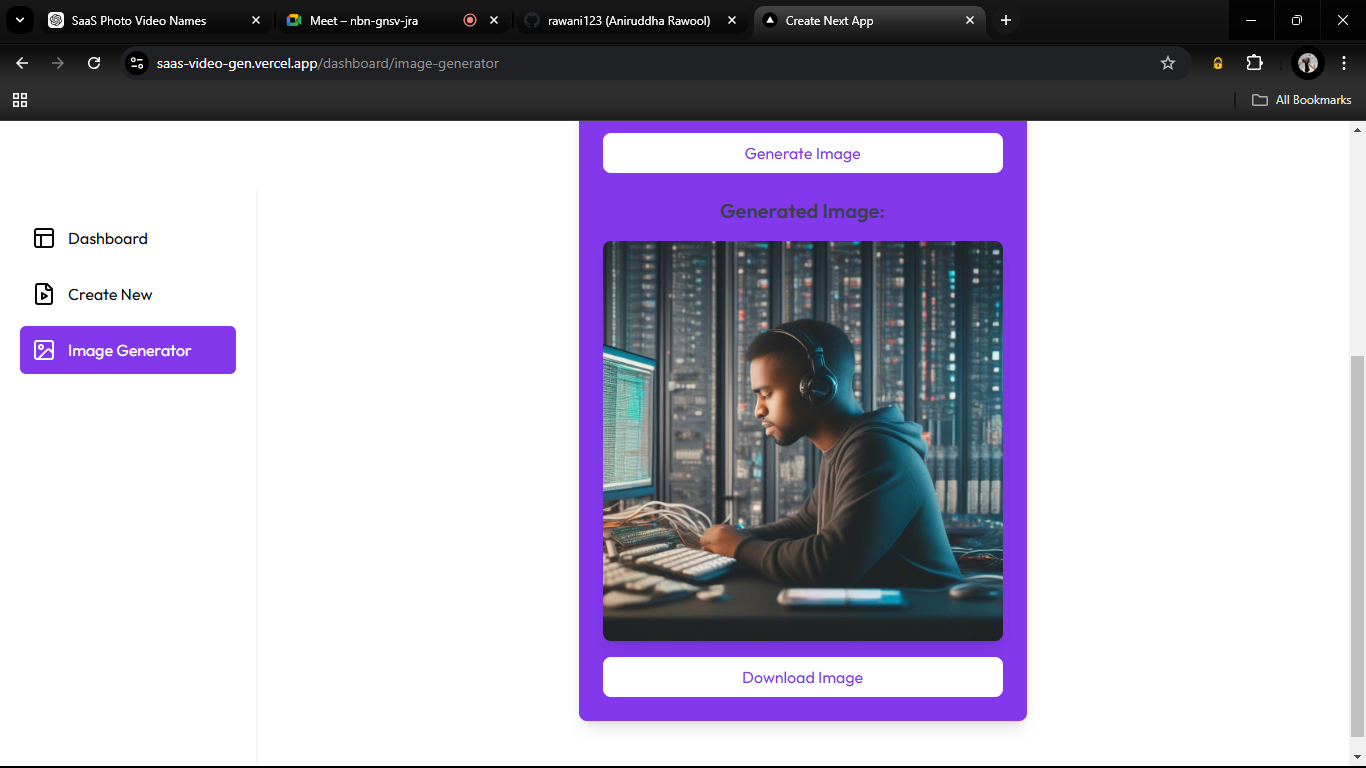 SaaS Photo Video Names
Meet – nbn-gnsv-jra
rawani123 (Aniruddha Rawool)
Create Next App
saas-video-gen.vercel.app/dashboard/image-generator
All Bookmarks
Generate Image
Generated Image:
Dashboard
Create New
Image Generator
Download Image